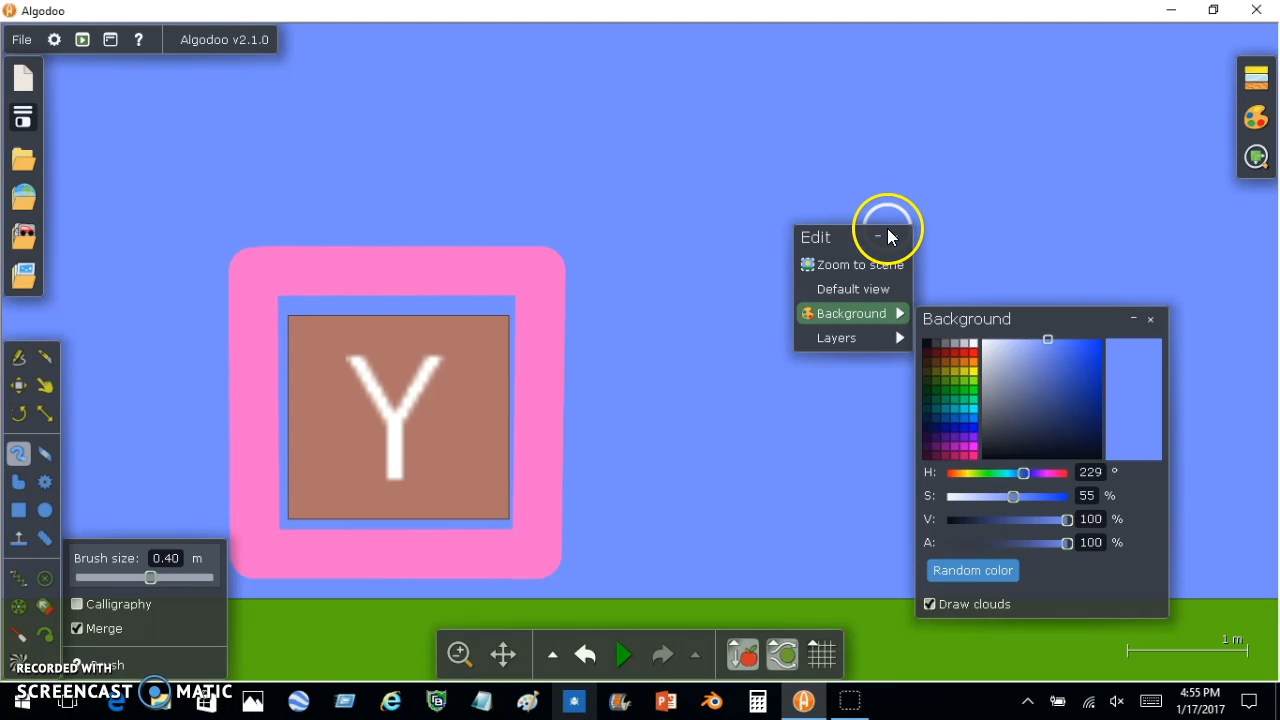 Algodoo
File
?
Algodoo v2.1.0
Edit
Zoom to scene
Default view
Background
Layers
Background
H: 229 °
S: 55 %
V: 100 %
A: 100 %
Random color
Draw clouds
Y
Brush size: 0.40 m
Calligraphy
Merge
1 m
RECORDED WITH
SCREENCAST MATIC
4:55 PM
1/17/2017